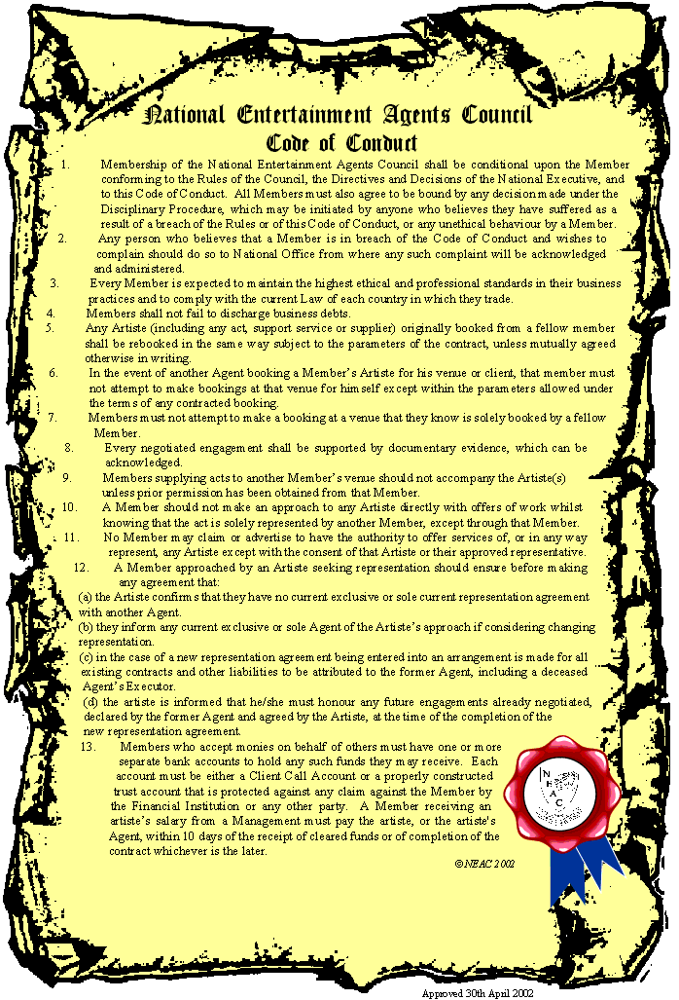 National Entertainment Agents Council
Code of Conduct
1. Membership of the National Entertainment Agents Council shall be conditional upon the Member
conforming to the Rules of the Council, the Directives and Decisions of the National Executive, and
to this Code of Conduct. All Members must also agree to be bound by any decision made under the
Disciplinary Procedure, which may be initiated by anyone who believes they have suffered as a
result of a breach of the Rules or of this Code of Conduct, or any unethical behaviour by a Member.
2. Any person who believes that a Member is in breach of the Code of Conduct and wishes to
complain should do so to National Office from where any such complaint will be acknowledged
and administered.
3. Every Member is expected to maintain the highest ethical and professional standards in their business
practices and to comply with the current Law of each country in which they trade.
4. Members shall not fail to discharge business debts.
5. Any Artiste (including any act, support service or supplier) originally booked from a fellow member
shall be rebooked in the same way subject to the parameters of the contract, unless mutually agreed
otherwise in writing.
6. In the event of another Agent booking a Member's Artiste for his venue or client, that member must
not attempt to make bookings at that venue for himself except within the parameters allowed under
the terms of any contracted booking.
7. Members must not attempt to make a booking at a venue that they know is solely booked by a fellow
Member.
8. Every negotiated engagement shall be supported by documentary evidence, which can be
acknowledged.
9. Members supplying acts to another Member's venue should not accompany the Artiste(s)
unless prior permission has been obtained from that Member.
10. A Member should not make an approach to any Artiste directly with offers of work whilst
knowing that the act is solely represented by another Member, except through that Member.
11. No Member may claim or advertise to have the authority to offer services of, or in any way
represent, any Artiste except with the consent of that Artiste or their approved representative.
12. A Member approached by an Artiste seeking representation should ensure before making
any agreement that:
(a) the Artiste confirms that they have no current exclusive or sole current representation agreement
with another Agent.
(b) they inform any current exclusive or sole Agent of the Artiste's approach if considering changing
representation.
(c) in the case of a new representation agreement being entered into an arrangement is made for all
existing contracts and other liabilities to be attributed to the former Agent, including a deceased
Agent's Executor.
(d) the artiste is informed that he/she must honour any future engagements already negotiated,
declared by the former Agent and agreed by the Artiste, at the time of the completion of the
new representation agreement.
13. Members who accept monies on behalf of others must have one or more
separate bank accounts to hold any such funds they may receive. Each
account must be either a Client Call Account or a properly constructed
trust account that is protected against any claim against the Member by
the Financial Institution or any other party. A Member receiving an
artiste's salary from a Management must pay the artiste, or the artiste's
Agent, within 10 days of the receipt of cleared funds or of completion of the
contract whichever is the later.
NEAC
© NEAC 2002
Approved 30th April 2002